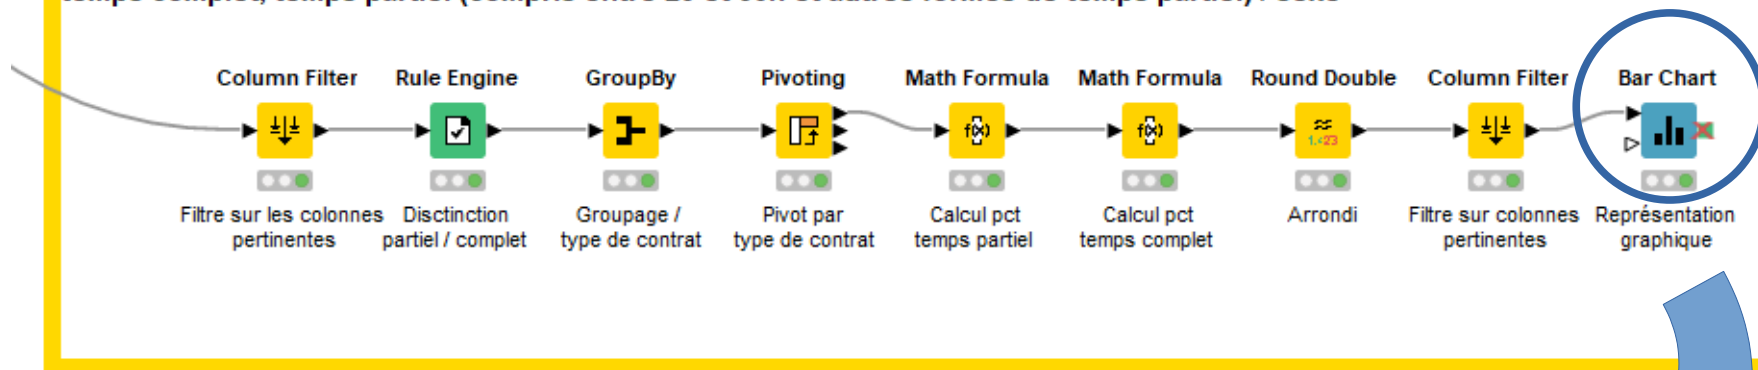 Column Filter Rule Engine GroupBy Pivoting Math Formula Math Formula Round Double Column Filter Bar Chart
f(x) f(x) 1.423
Filtre sur les colonnes Disctinction Groupage / Pivot par Calcul pct Calcul pct Arrondi Filtre sur colonnes Représentation
pertinentes partiel / complet type de contrat type de contrat temps partiel temps complet pertinentes graphique